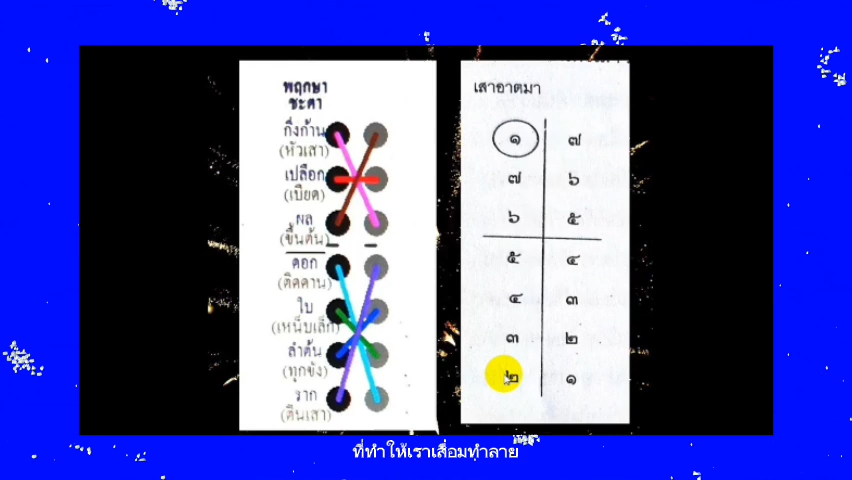 พฤกษา
ชะตา
กิ่งก้าน
(หัวเสา)
เปลือก
(เบียด)
ผล
(ขึ้นต้น)
ดอก
(ติดดาน)
ใบ
(เหน็บเล็ก)
ลำต้น
(ทุกขัง)
ราก
(ตีนเสา)
เสาอาตมา
๑ ๗
๗ ๖
๖ ๕
๕ ๔
๔ ๓
๓ ๒
๒ ๑
ที่ทำให้เราเสื่อมทำลาย